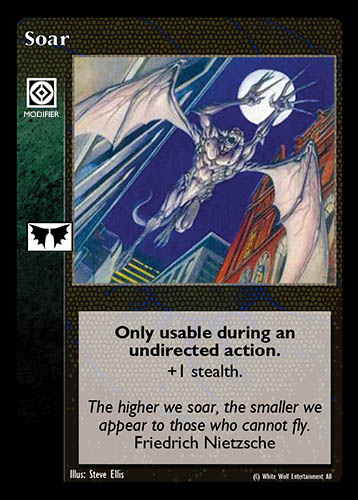 Soar
MODIFIER
Only usable during an
undirected action.
+1 stealth.
The higher we soar, the smaller we
appear to those who cannot fly.
Friedrich Nietzsche
Illus: Steve Ellis
(C) White Wolf Entertainment AB